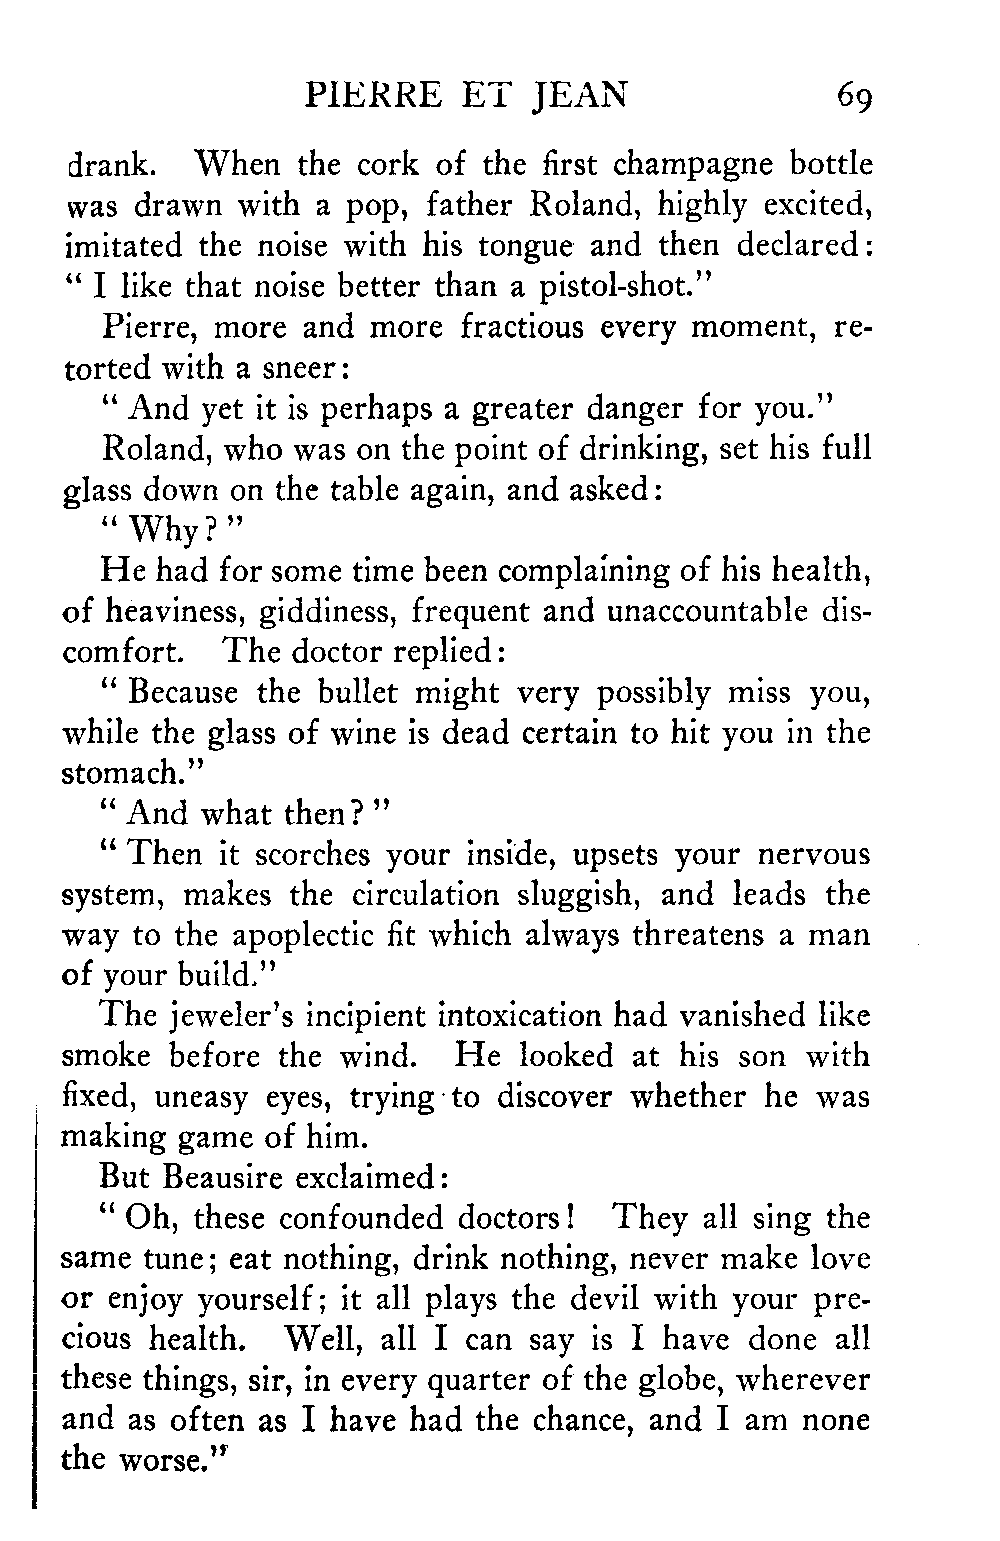 PIERRE ET JEAN 69
drank. When the cork of the first champagne bottle
was drawn with a pop, father Roland, highly excited,
imitated the noise with his tongue and then declared:
“ I like that noise better than a pistol-shot.”
Pierre, more and more fractious every moment, re-
torted with a sneer:
“ And yet it is perhaps a greater danger for you.”
Roland, who was on the point of drinking, set his full
glass down on the table again, and asked:
“ Why? ”
He had for some time been complaining of his health,
of heaviness, giddiness, frequent and unaccountable dis-
comfort. The doctor replied:
“ Because the bullet might very possibly miss you,
while the glass of wine is dead certain to hit you in the
stomach.”
“ And what then? ”
“ Then it scorches your inside, upsets your nervous
system, makes the circulation sluggish, and leads the
way to the apoplectic fit which always threatens a man
of your build.”
The jeweler’s incipient intoxication had vanished like
smoke before the wind. He looked at his son with
fixed, uneasy eyes, trying to discover whether he was
making game of him.
But Beausire exclaimed:
“ Oh, these confounded doctors! They all sing the
same tune; eat nothing, drink nothing, never make love
or enjoy yourself; it all plays the devil with your pre-
cious health. Well, all I can say is I have done all
these things, sir, in every quarter of the globe, wherever
and as often as I have had the chance, and I am none
the worse.”